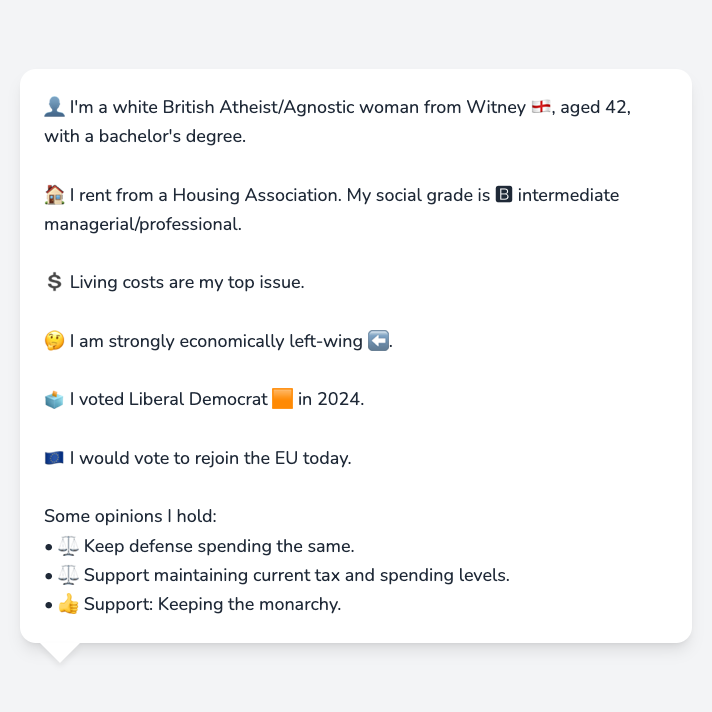 👤 I'm a white British Atheist/Agnostic woman from Witney 🏴󠁧󠁢󠁥󠁮󠁧󠁿, aged 42,
with a bachelor's degree.
🏠 I rent from a Housing Association. My social grade is 🅱 intermediate
managerial/professional.
💲 Living costs are my top issue.
🤔 I am strongly economically left-wing ⬅️.
🗳️ I voted Liberal Democrat 🟧 in 2024.
🇪🇺 I would vote to rejoin the EU today.
Some opinions I hold:
• ⚖️ Keep defense spending the same.
• ⚖️ Support maintaining current tax and spending levels.
• 👍 Support: Keeping the monarchy.